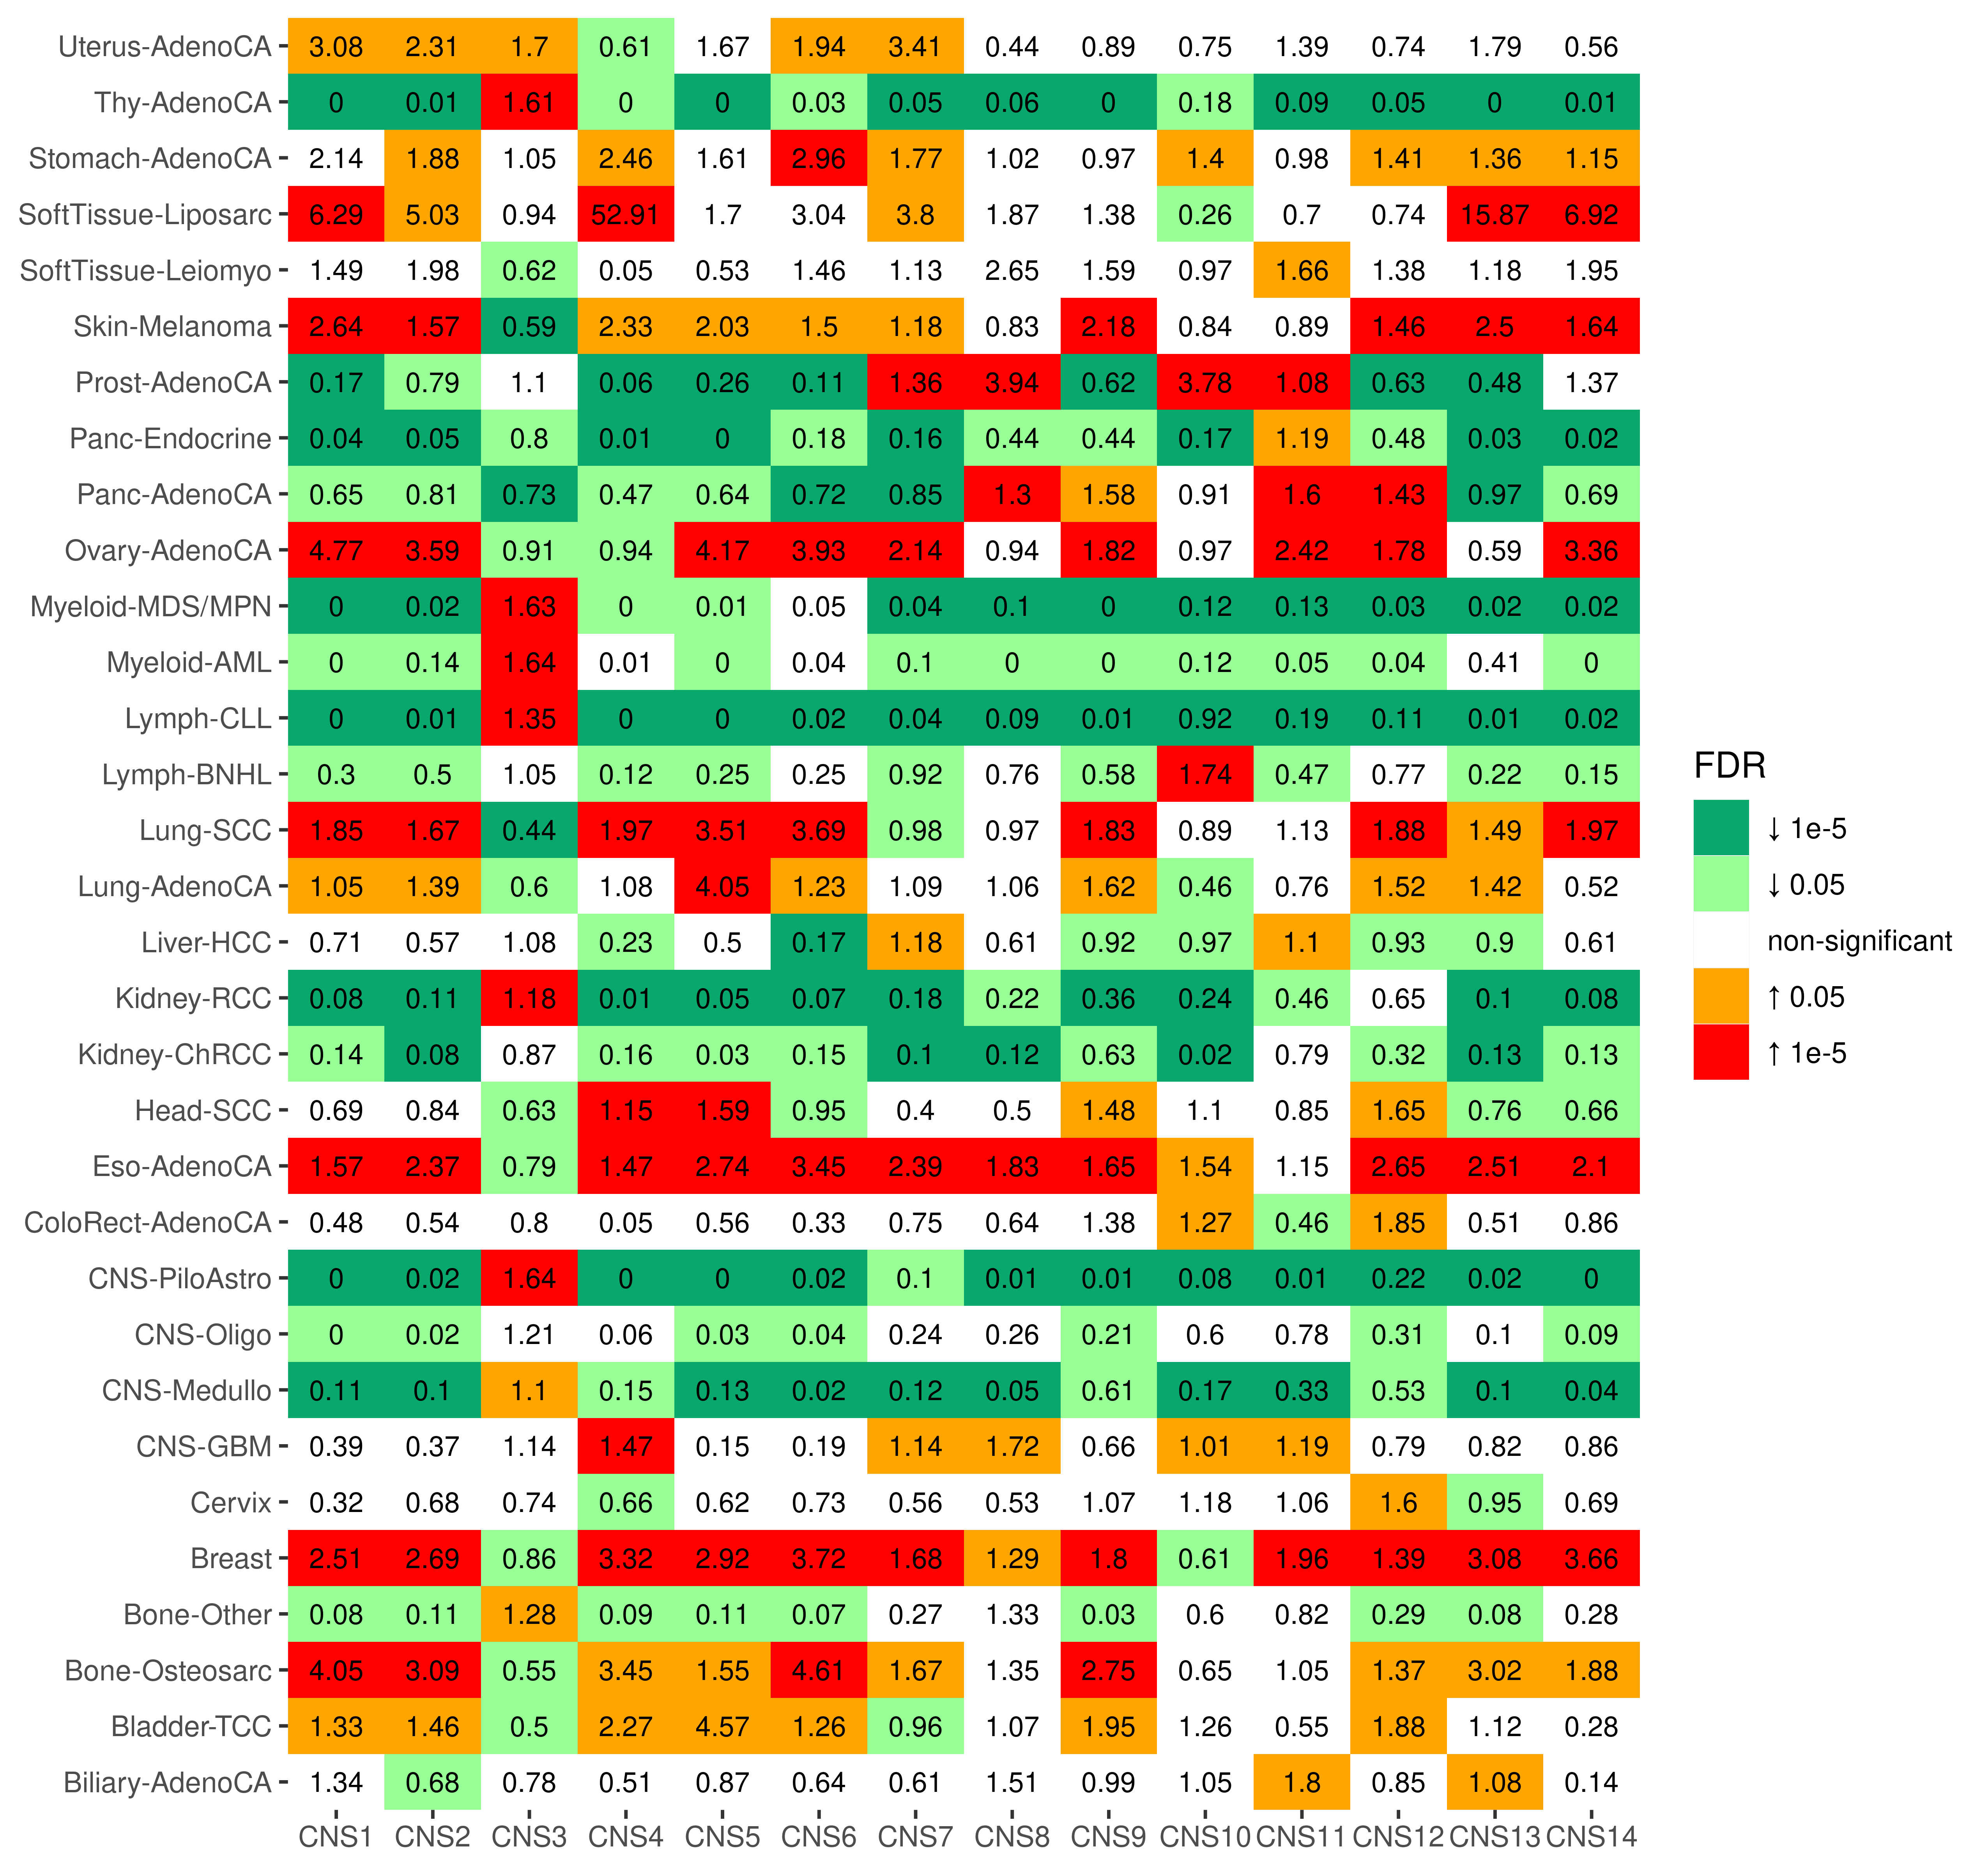 Uterus-AdenoCA 3.08 2.31 1.7 0.61 1.67 1.94 3.41 0.44 0.89 0.75 1.39 0.74 1.79 0.56
Thy-AdenoCA 0 0.01 1.61 0 0 0.03 0.05 0.06 0 0.18 0.09 0.05 0 0.01
Stomach-AdenoCA 2.14 1.88 1.05 2.46 1.61 2.96 1.77 1.02 0.97 1.4 0.98 1.41 1.36 1.15
SoftTissue-Liposarc 6.29 5.03 0.94 52.91 1.7 3.04 3.8 1.87 1.38 0.26 0.7 0.74 15.87 6.92
SoftTissue-Leiomyo 1.49 1.98 0.62 0.05 0.53 1.46 1.13 2.65 1.59 0.97 1.66 1.38 1.18 1.95
Skin-Melanoma 2.64 1.57 0.59 2.33 2.03 1.5 1.18 0.83 2.18 0.84 0.89 1.46 2.5 1.64
Prost-AdenoCA 0.17 0.79 1.1 0.06 0.26 0.11 1.36 3.94 0.62 3.78 1.08 0.63 0.48 1.37
Panc-Endocrine 0.04 0.05 0.8 0.01 0 0.18 0.16 0.44 0.44 0.17 1.19 0.48 0.03 0.02
Panc-AdenoCA 0.65 0.81 0.73 0.47 0.64 0.72 0.85 1.3 1.58 0.91 1.6 1.43 0.97 0.69
Ovary-AdenoCA 4.77 3.59 0.91 0.94 4.17 3.93 2.14 0.94 1.82 0.97 2.42 1.78 0.59 3.36
Myeloid-MDS/MPN 0 0.02 1.63 0 0.01 0.05 0.04 0.1 0 0.12 0.13 0.03 0.02 0.02
Myeloid-AML 0 0.14 1.64 0.01 0 0.04 0.1 0 0 0.12 0.05 0.04 0.41 0
Lymph-CLL 0 0.01 1.35 0 0 0.02 0.04 0.09 0.01 0.92 0.19 0.11 0.01 0.02
Lymph-BNHL 0.3 0.5 1.05 0.12 0.25 0.25 0.92 0.76 0.58 1.74 0.47 0.77 0.22 0.15
Lung-SCC 1.85 1.67 0.44 1.97 3.51 3.69 0.98 0.97 1.83 0.89 1.13 1.88 1.49 1.97
Lung-AdenoCA 1.05 1.39 0.6 1.08 4.05 1.23 1.09 1.06 1.62 0.46 0.76 1.52 1.42 0.52
Liver-HCC 0.71 0.57 1.08 0.23 0.5 0.17 1.18 0.61 0.92 0.97 1.1 0.93 0.9 0.61
Kidney-RCC 0.08 0.11 1.18 0.01 0.05 0.07 0.18 0.22 0.36 0.24 0.46 0.65 0.1 0.08
Kidney-ChRCC 0.14 0.08 0.87 0.16 0.03 0.15 0.1 0.12 0.63 0.02 0.79 0.32 0.13 0.13
Head-SCC 0.69 0.84 0.63 1.15 1.59 0.95 0.4 0.5 1.48 1.1 0.85 1.65 0.76 0.66
Eso-AdenoCA 1.57 2.37 0.79 1.47 2.74 3.45 2.39 1.83 1.65 1.54 1.15 2.65 2.51 2.1
ColoRect-AdenoCA 0.48 0.54 0.8 0.05 0.56 0.33 0.75 0.64 1.38 1.27 0.46 1.85 0.51 0.86
CNS-PiloAstro 0 0.02 1.64 0 0 0.02 0.1 0.01 0.01 0.08 0.01 0.22 0.02 0
CNS-Oligo 0 0.02 1.21 0.06 0.03 0.04 0.24 0.26 0.21 0.6 0.78 0.31 0.1 0.09
CNS-Medullo 0.11 0.1 1.1 0.15 0.13 0.02 0.12 0.05 0.61 0.17 0.33 0.53 0.1 0.04
CNS-GBM 0.39 0.37 1.14 1.47 0.15 0.19 1.14 1.72 0.66 1.01 1.19 0.79 0.82 0.86
Cervix 0.32 0.68 0.74 0.66 0.62 0.73 0.56 0.53 1.07 1.18 1.06 1.6 0.95 0.69
Breast 2.51 2.69 0.86 3.32 2.92 3.72 1.68 1.29 1.8 0.61 1.96 1.39 3.08 3.66
Bone-Other 0.08 0.11 1.28 0.09 0.11 0.07 0.27 1.33 0.03 0.6 0.82 0.29 0.08 0.28
Bone-Osteosarc 4.05 3.09 0.55 3.45 1.55 4.61 1.67 1.35 2.75 0.65 1.05 1.37 3.02 1.88
Bladder-TCC 1.33 1.46 0.5 2.27 4.57 1.26 0.96 1.07 1.95 1.26 0.55 1.88 1.12 0.28
Biliary-AdenoCA 1.34 0.68 0.78 0.51 0.87 0.64 0.61 1.51 0.99 1.05 1.8 0.85 1.08 0.14
CNS1 CNS2 CNS3 CNS4 CNS5 CNS6 CNS7 CNS8 CNS9 CNS10 CNS11 CNS12 CNS13 CNS14
FDR
↓ 1e-5
↓ 0.05
non-significant
↑ 0.05
↑ 1e-5